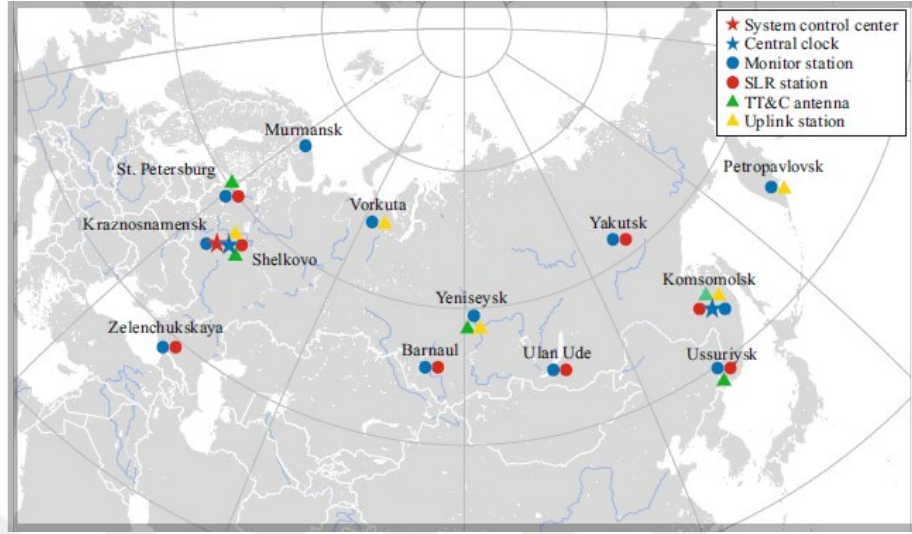 System control center
Central clock
Monitor station
SLR station
TT&C antenna
Uplink station
Murmansk
St. Petersburg
Petropavlovsk
Vorkuta
Kraznosnamensk
Yakutsk
Shelkovo
Komsomolsk
Yeniseysk
Zelenchukskaya
Barnaul
Ulan Ude
Ussuriysk